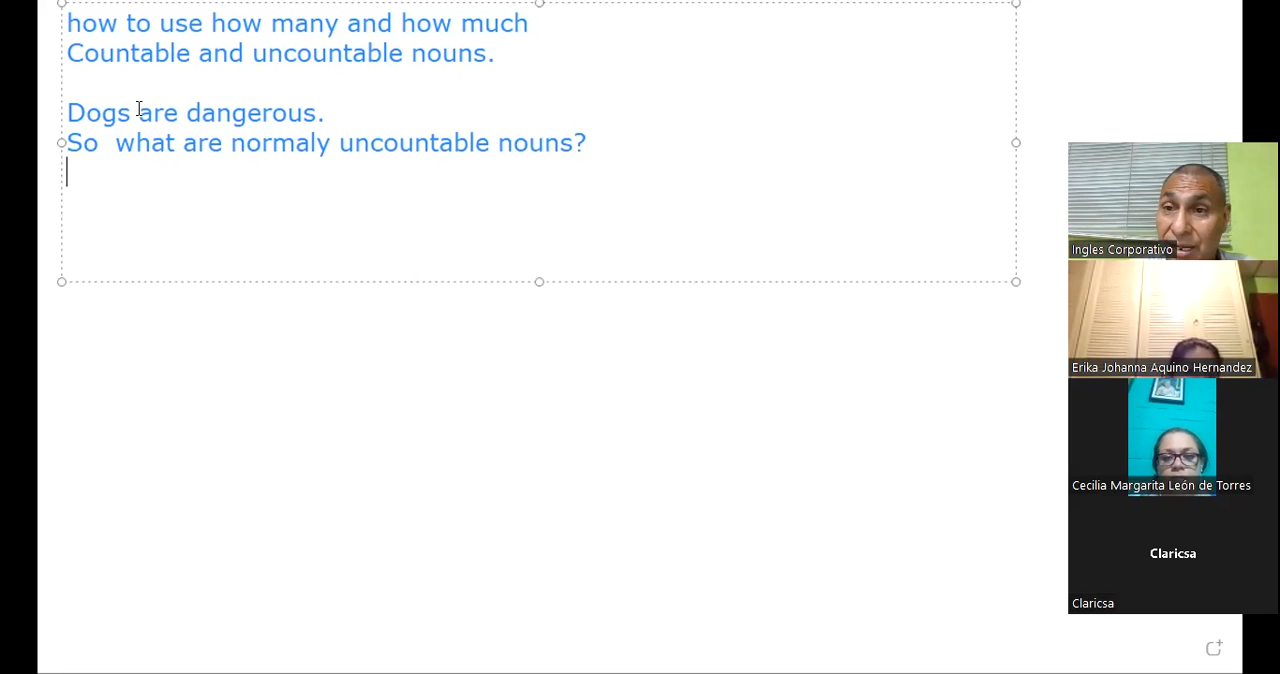 how to use how many and how much
Countable and uncountable nouns.
Dogs are dangerous.
So  what are normaly uncountable nouns?
Ingles Corporativo
Erika Johanna Aquino Hernandez
Cecilia Margarita León de Torres
Claricsa
Claricsa